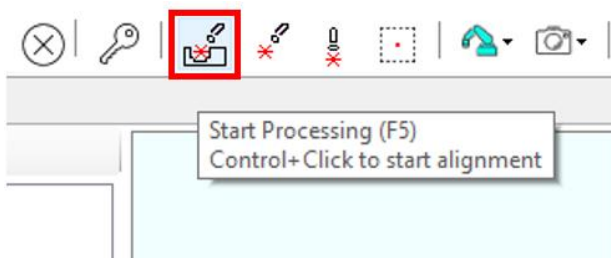 Start Processing (F5)
Control+Click to start alignment